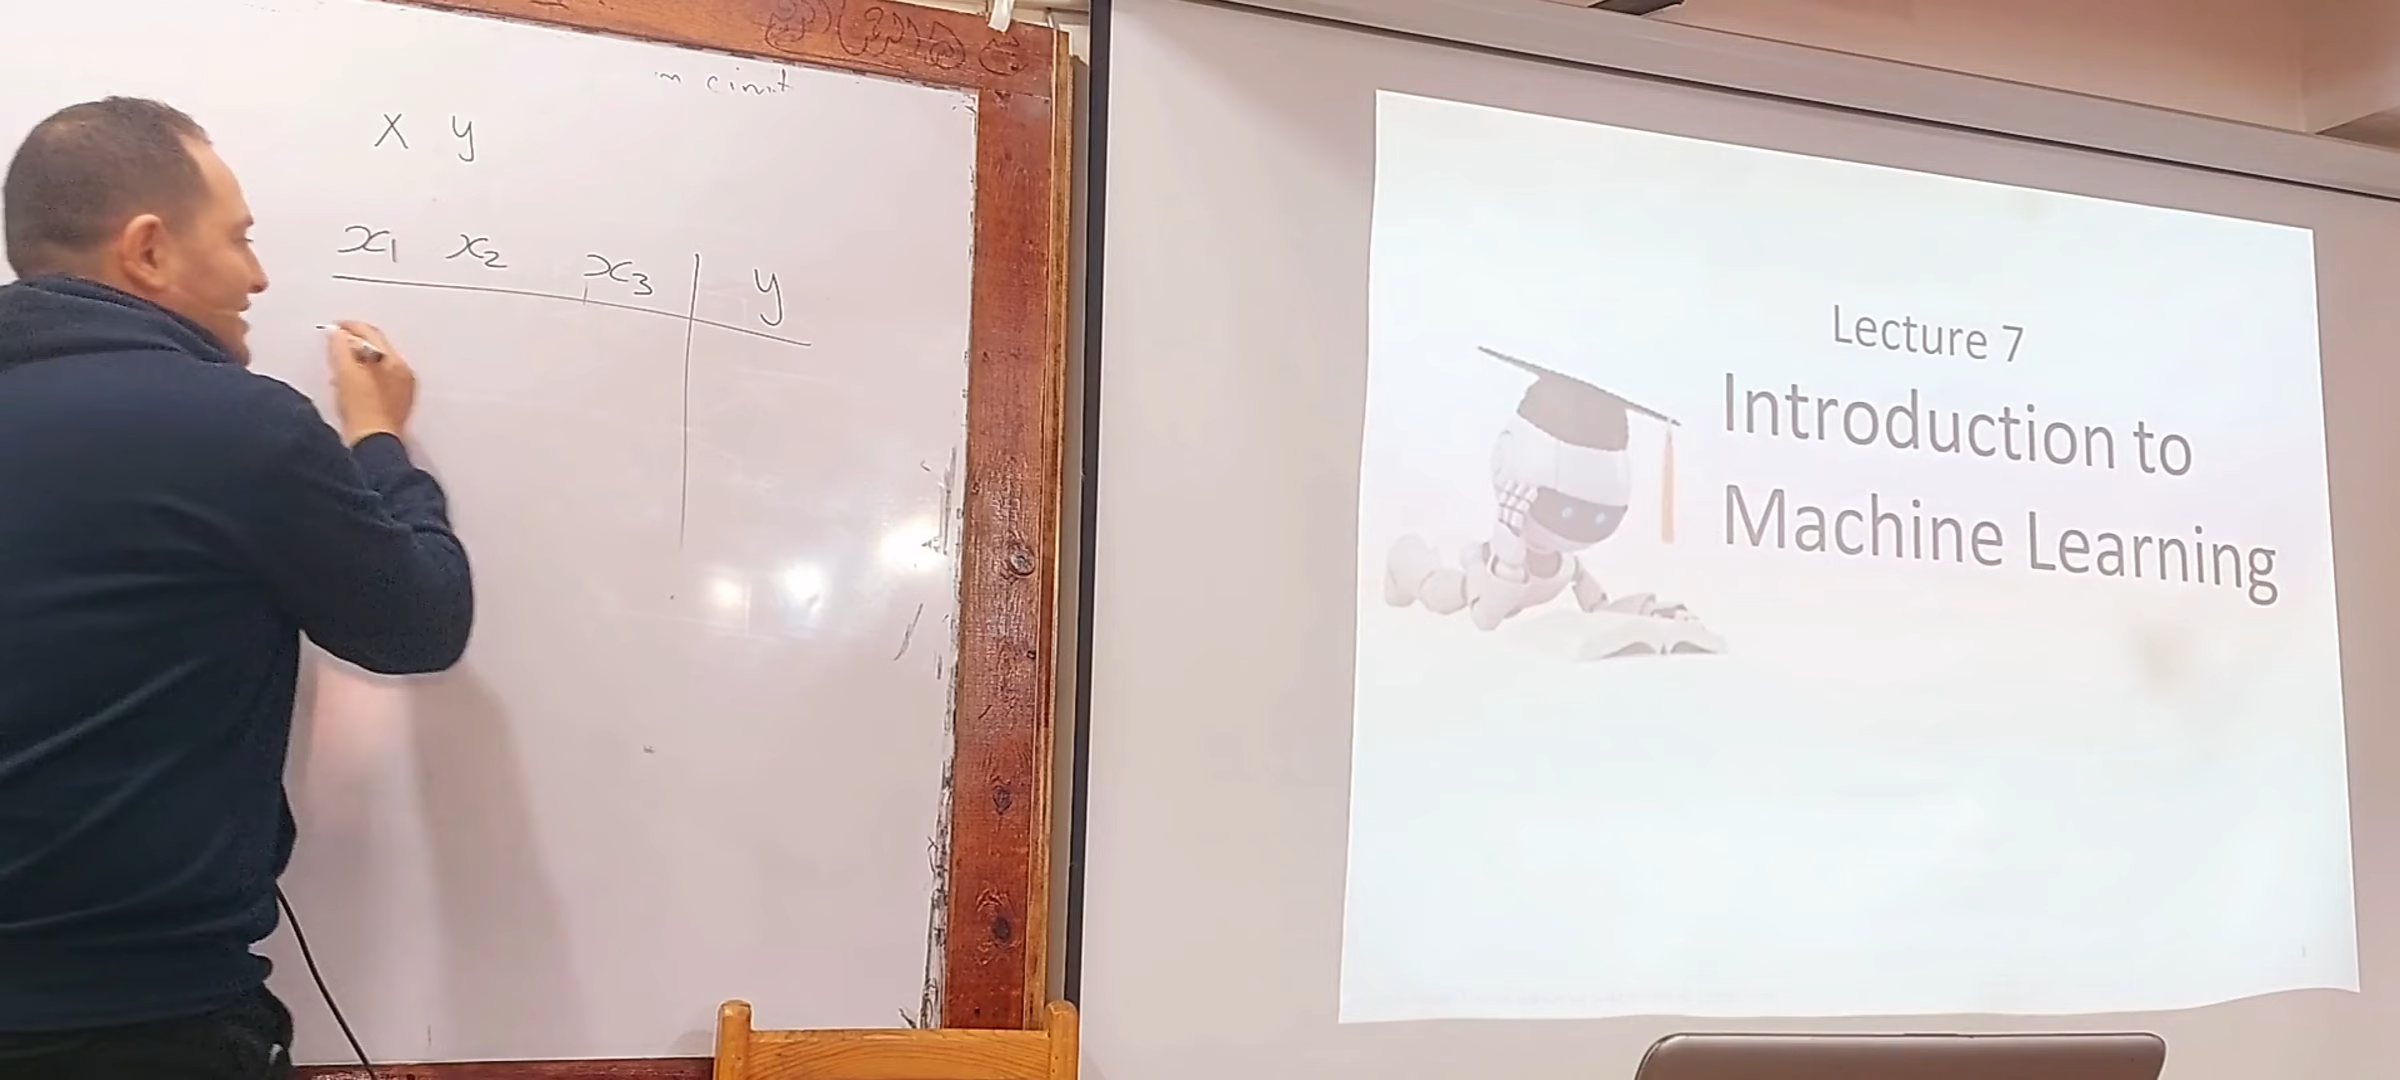 X y
x₁ x₂ x₃ y
Lecture 7
Introduction to
Machine Learning